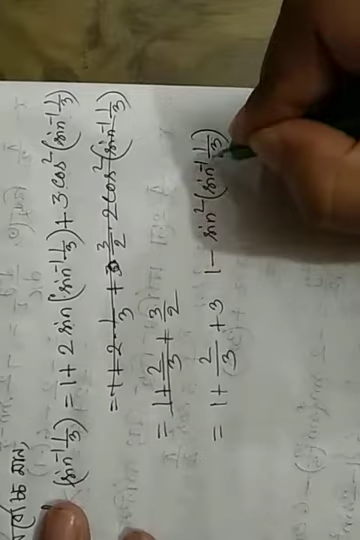 মান,
(sin⁻¹ 1/3) = 1 + 2 sin(sin⁻¹ 1/3) + 3 cos²(sin⁻¹ 1/3)
= 1 + 2 · 1/3 + 3/2 · 2cos²(sin⁻¹ 1/3)
= 1 + 2/3 + 3/2
= 1 + 2/3 + 3 1 - sin²(sin⁻¹ 1/3)